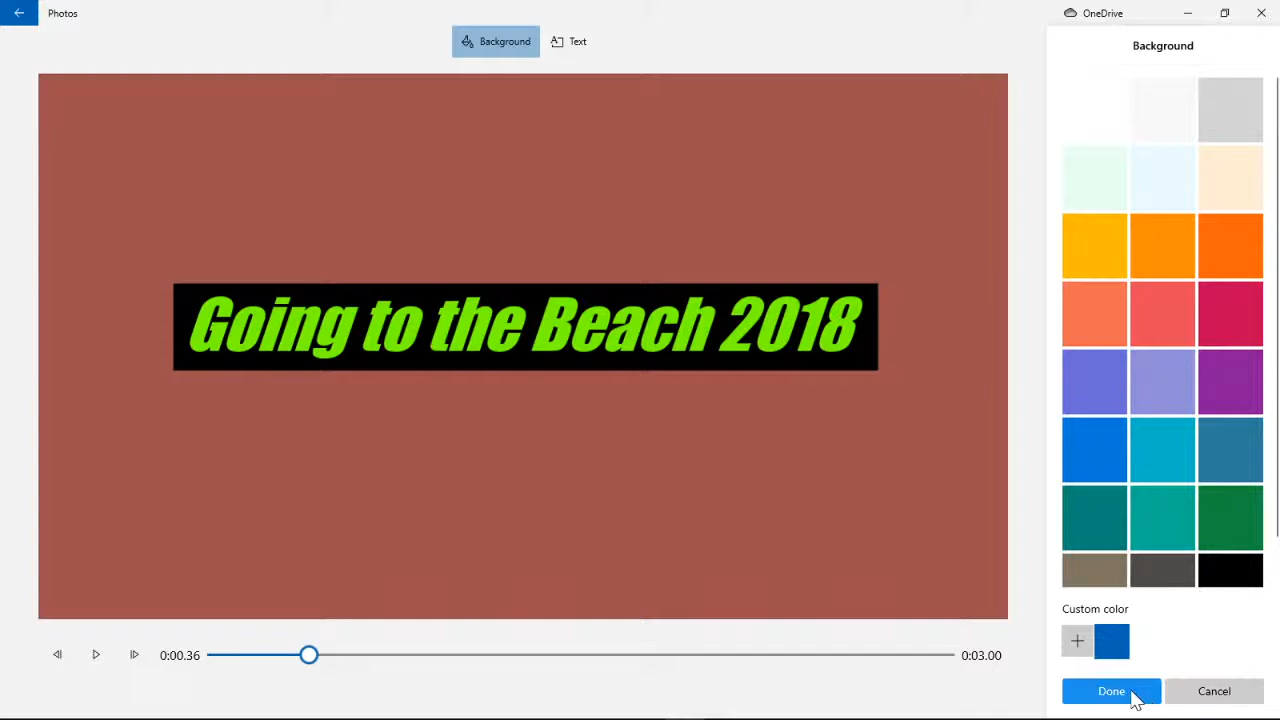 Photos
OneDrive
Background
Text
Background
Going to the Beach 2018
Custom color
0:00.36
0:03.00
Done
Cancel